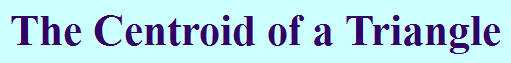 The Centroid of a Triangle